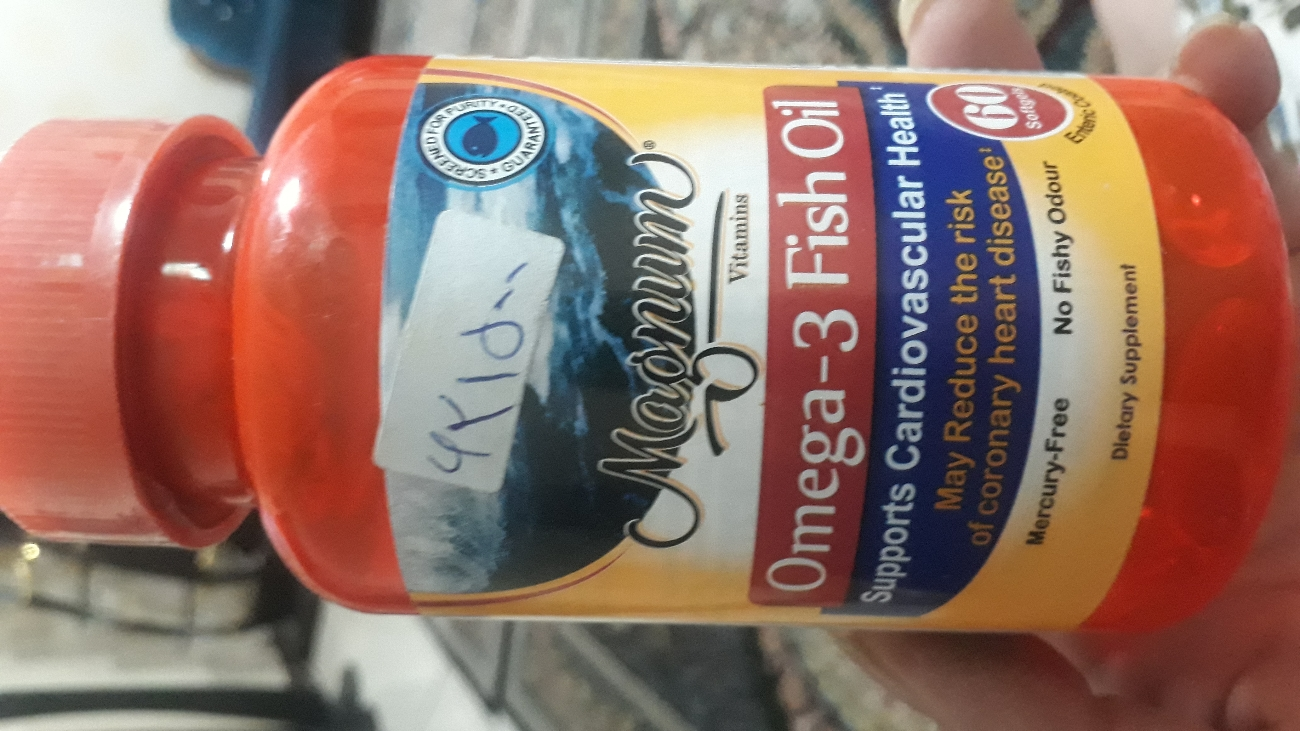 SCREENED FOR PURITY • GUARANTEED •
Magnum®
Vitamins
Omega-3 Fish Oil
Supports Cardiovascular Health
May Reduce the risk
of coronary heart disease
60
Softgels
Enteric Coated
Mercury-Free No Fishy Odour
Dietary Supplement